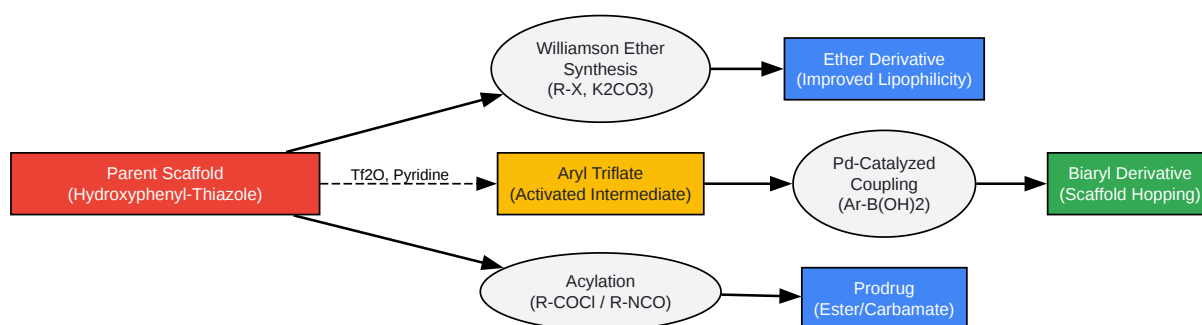 Williamson Ether
Synthesis
(R-X, K2CO3)
Ether Derivative
(Improved Lipophilicity)
Parent Scaffold
(Hydroxyphenyl-Thiazole)
Tf2O, Pyridine
Aryl Triflate
(Activated Intermediate)
Pd-Catalyzed
Coupling
(Ar-B(OH)2)
Biaryl Derivative
(Scaffold Hopping)
Acylation
(R-COCl / R-NCO)
Prodrug
(Ester/Carbamate)